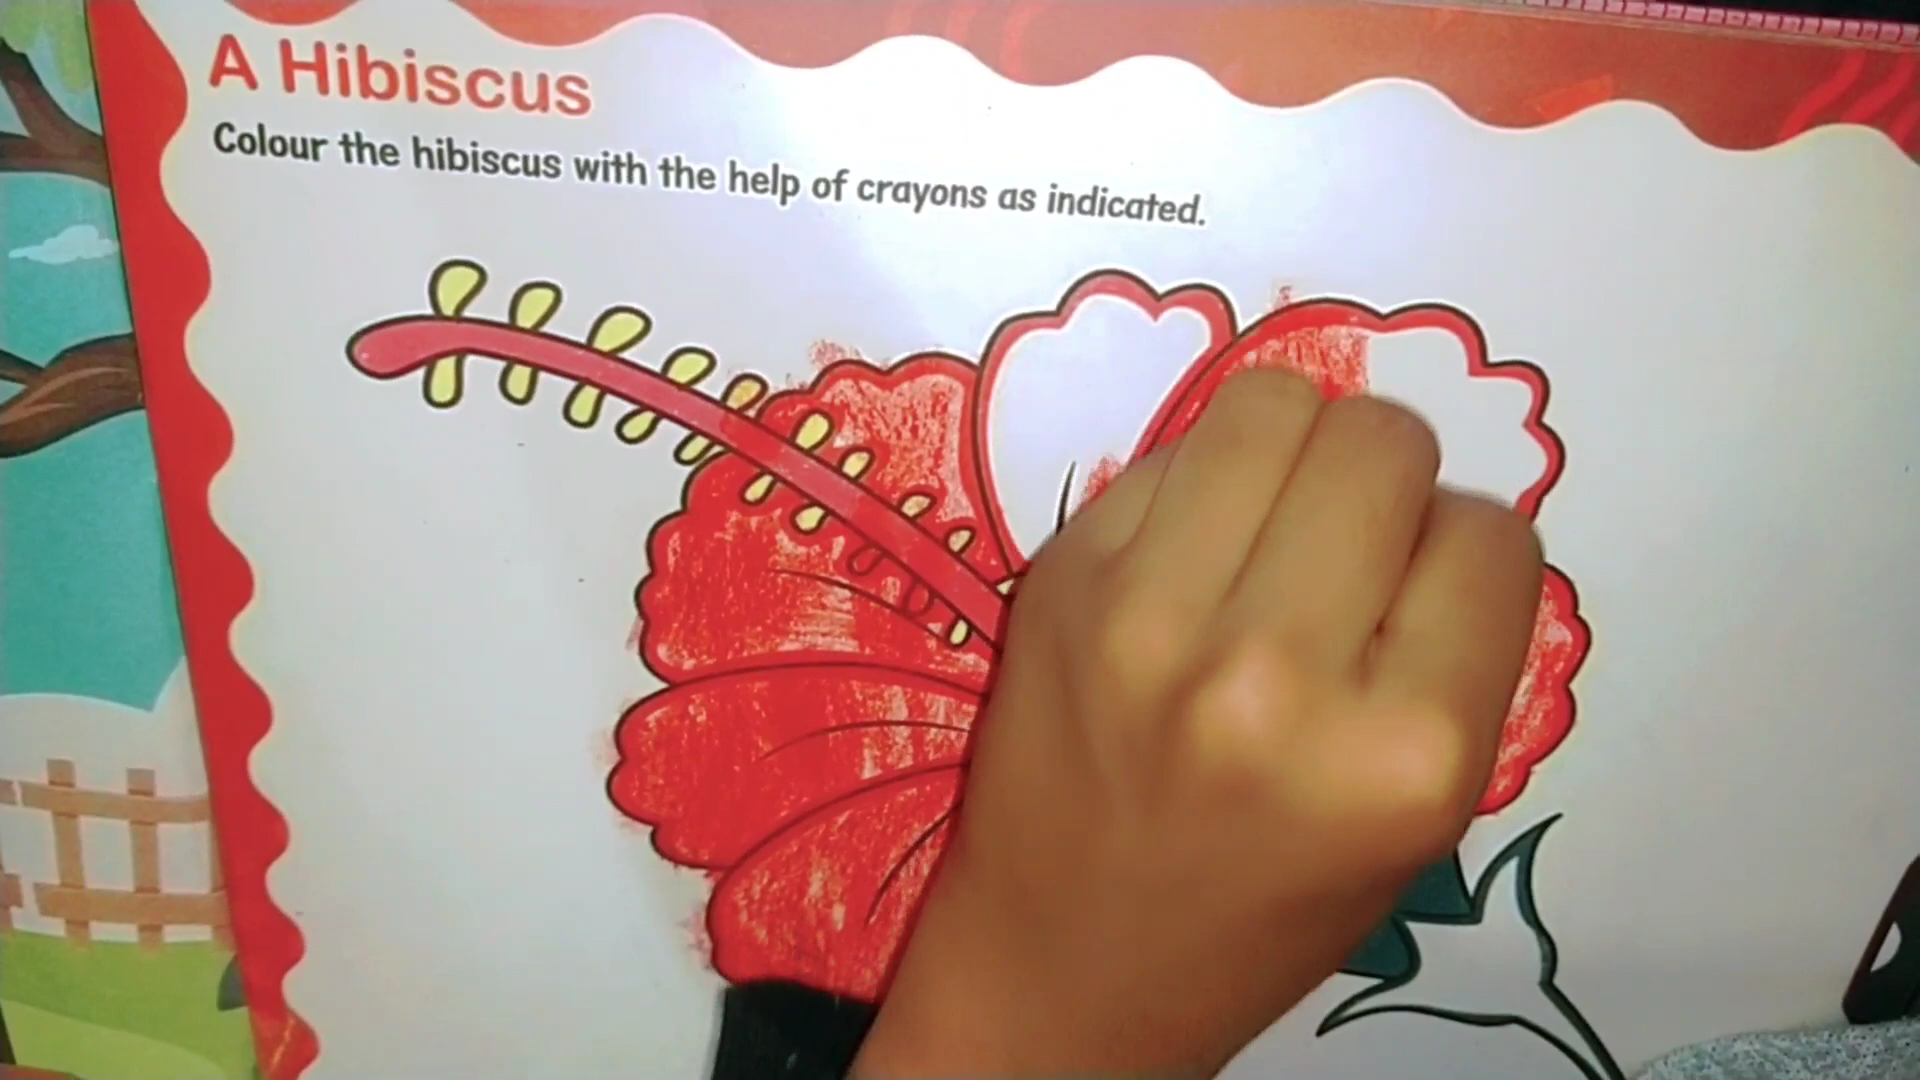 A Hibiscus
Colour the hibiscus with the help of crayons as indicated.